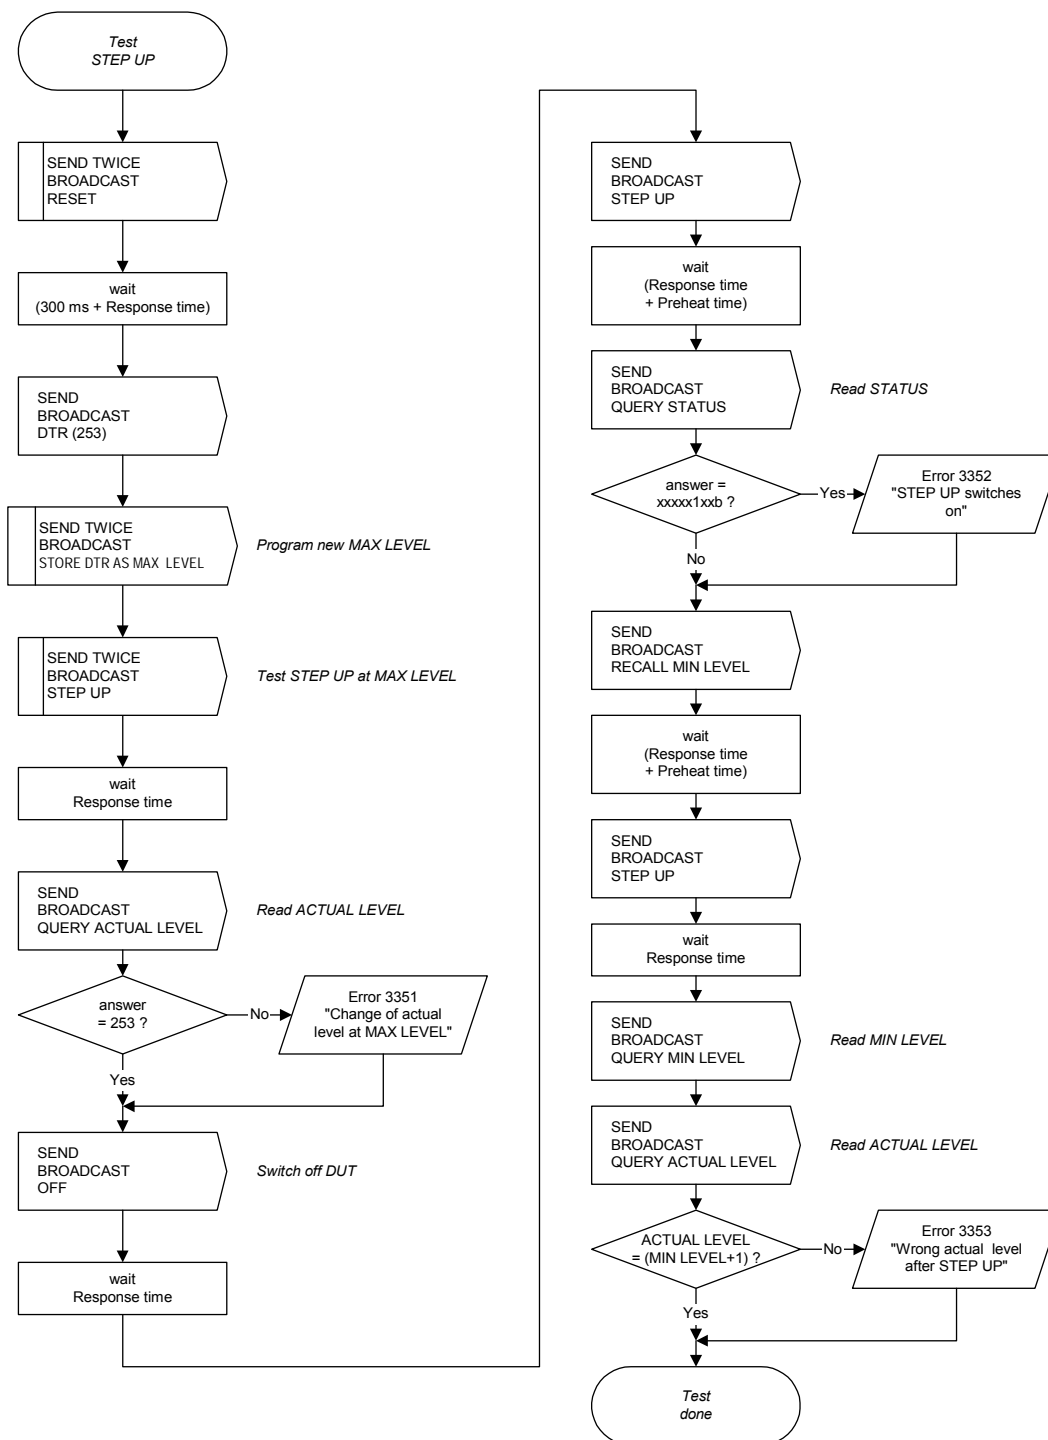 Test
STEP UP
SEND TWICE
BROADCAST
RESET
wait
(300 ms + Response time)
SEND
BROADCAST
DTR (253)
SEND TWICE
BROADCAST
STORE DTR AS MAX LEVEL
Program new MAX LEVEL
SEND TWICE
BROADCAST
STEP UP
Test STEP UP at MAX LEVEL
wait
Response time
SEND
BROADCAST
QUERY ACTUAL LEVEL
Read ACTUAL LEVEL
answer
= 253 ?
No
Error 3351
"Change of actual
level at MAX LEVEL"
Yes
SEND
BROADCAST
OFF
Switch off DUT
wait
Response time
SEND
BROADCAST
STEP UP
wait
(Response time
+ Preheat time)
SEND
BROADCAST
QUERY STATUS
Read STATUS
answer =
xxxxx1xxb ?
Yes
Error 3352
"STEP UP switches
on"
No
SEND
BROADCAST
RECALL MIN LEVEL
wait
(Response time
+ Preheat time)
SEND
BROADCAST
STEP UP
wait
Response time
SEND
BROADCAST
QUERY MIN LEVEL
Read MIN LEVEL
SEND
BROADCAST
QUERY ACTUAL LEVEL
Read ACTUAL LEVEL
ACTUAL LEVEL
= (MIN LEVEL+1) ?
No
Error 3353
"Wrong actual level
after STEP UP"
Yes
Test
done